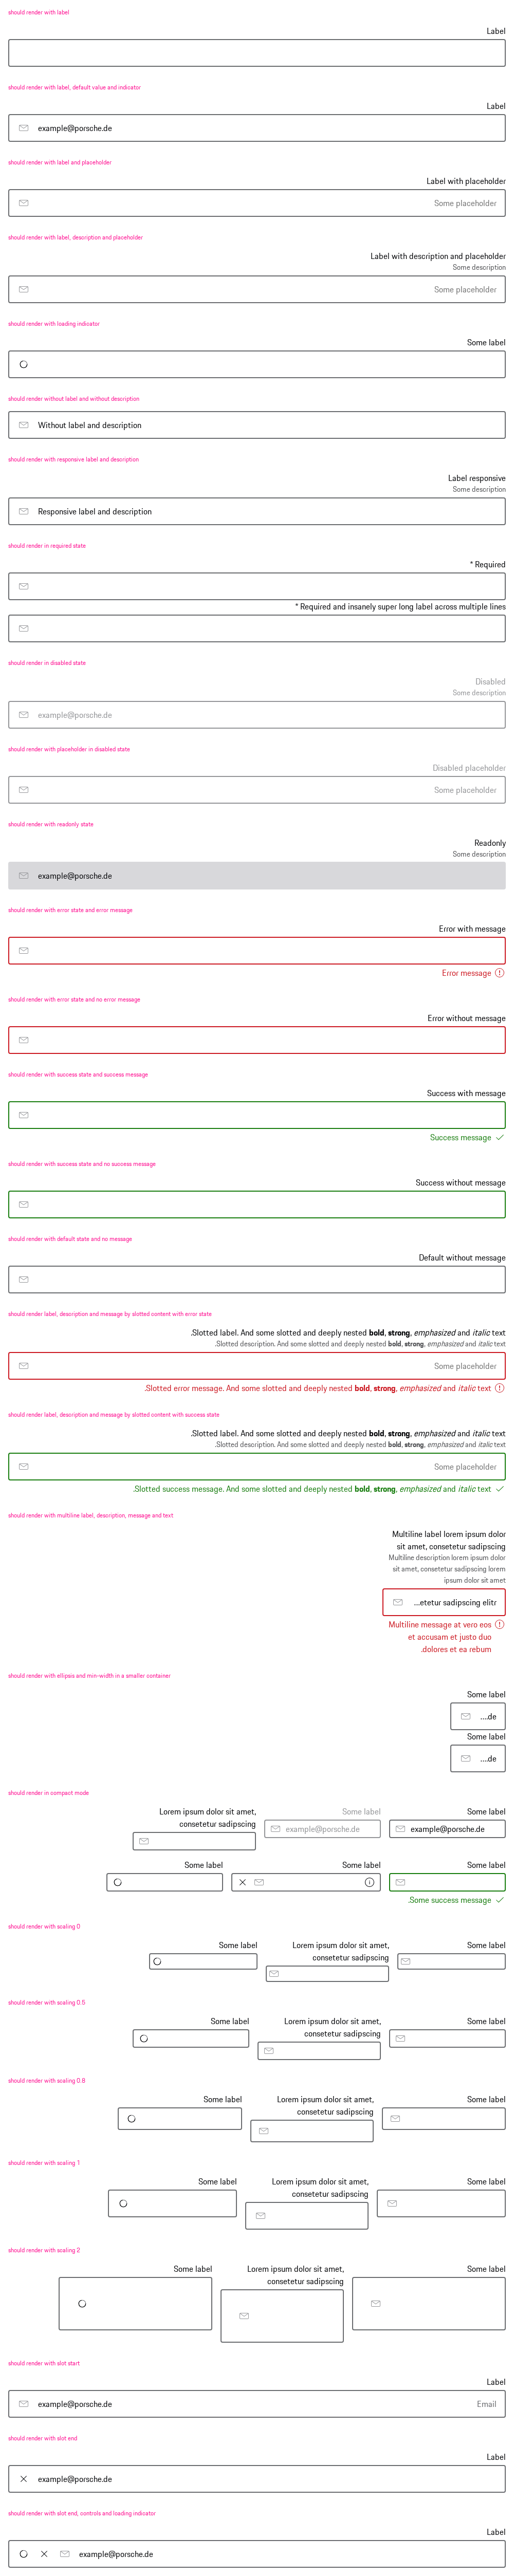 should render with label
Label
should render with label, default value and indicator
Label
example@porsche.de
should render with label and placeholder
Label with placeholder
Some placeholder
should render with label, description and placeholder
Label with description and placeholder
Some description
Some placeholder
should render with loading indicator
Some label
should render without label and without description
Without label and description
should render with responsive label and description
Label responsive
Some description
Responsive label and description
should render in required state
* Required
* Required and insanely super long label across multiple lines
should render in disabled state
Disabled
Some description
example@porsche.de
should render with placeholder in disabled state
Disabled placeholder
Some placeholder
should render with readonly state
Readonly
Some description
example@porsche.de
should render with error state and error message
Error with message
Error message
should render with error state and no error message
Error without message
should render with success state and success message
Success with message
Success message
should render with success state and no success message
Success without message
should render with default state and no message
Default without message
should render label, description and message by slotted content with error state
.Slotted label. And some slotted and deeply nested bold, strong, emphasized and italic text
.Slotted description. And some slotted and deeply nested bold, strong, emphasized and italic text
Some placeholder
.Slotted error message. And some slotted and deeply nested bold, strong, emphasized and italic text
should render label, description and message by slotted content with success state
.Slotted label. And some slotted and deeply nested bold, strong, emphasized and italic text
.Slotted description. And some slotted and deeply nested bold, strong, emphasized and italic text
Some placeholder
.Slotted success message. And some slotted and deeply nested bold, strong, emphasized and italic text
should render with multiline label, description, message and text
Multiline label lorem ipsum dolor
sit amet, consetetur sadipscing
Multiline description lorem ipsum dolor
sit amet, consetetur sadipscing lorem
ipsum dolor sit amet
...etetur sadipscing elitr
Multiline message at vero eos
et accusam et justo duo
.dolores et ea rebum
should render with ellipsis and min-width in a smaller container
Some label
....de
Some label
....de
should render in compact mode
Lorem ipsum dolor sit amet,
consetetur sadipscing
Some label
example@porsche.de
Some label
example@porsche.de
Some label
Some label
Some label
.Some success message
should render with scaling 0
Some label
Lorem ipsum dolor sit amet,
consetetur sadipscing
Some label
should render with scaling 0.5
Some label
Lorem ipsum dolor sit amet,
consetetur sadipscing
Some label
should render with scaling 0.8
Some label
Lorem ipsum dolor sit amet,
consetetur sadipscing
Some label
should render with scaling 1
Some label
Lorem ipsum dolor sit amet,
consetetur sadipscing
Some label
should render with scaling 2
Some label
Lorem ipsum dolor sit amet,
consetetur sadipscing
Some label
should render with slot start
Label
example@porsche.de
Email
should render with slot end
Label
example@porsche.de
should render with slot end, controls and loading indicator
Label
example@porsche.de